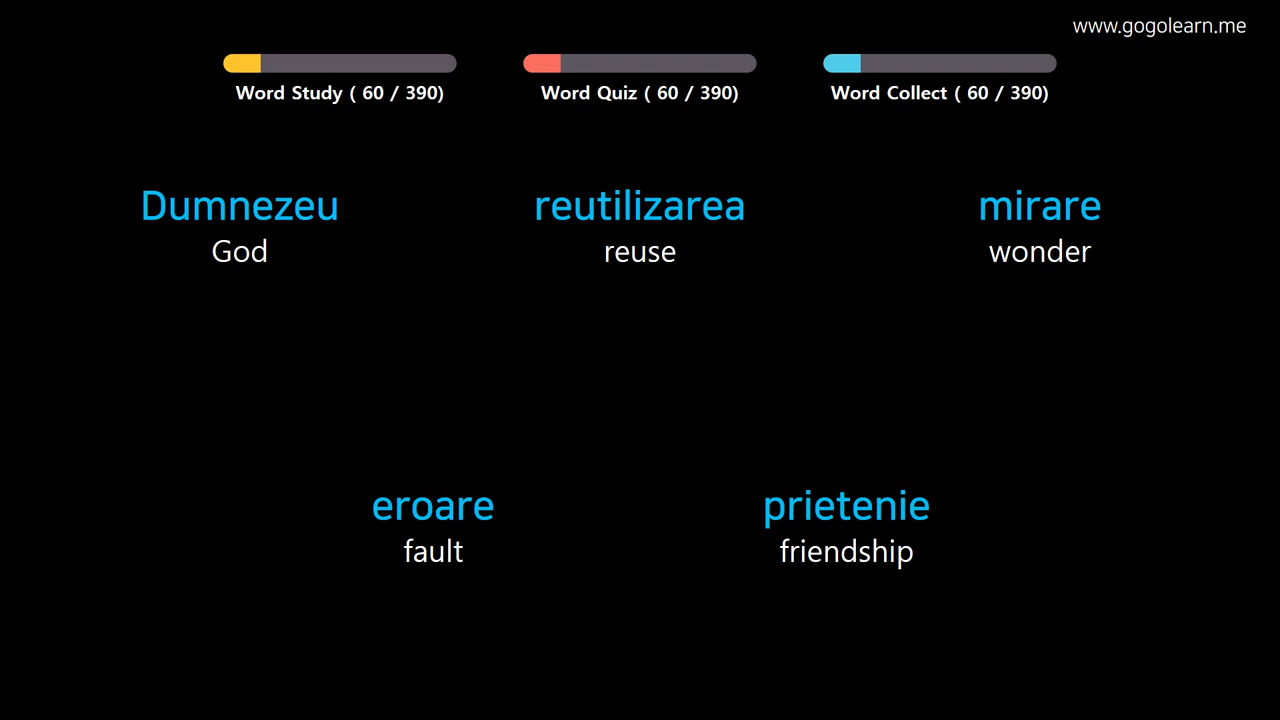 www.gogolearn.me
Word Study ( 60 / 390)
Word Quiz ( 60 / 390)
Word Collect ( 60 / 390)
Dumnezeu
God
reutilizarea
reuse
mirare
wonder
eroare
fault
prietenie
friendship